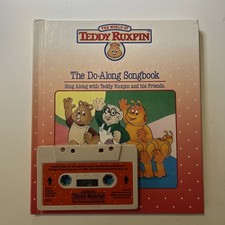 THE WORLD OF
TEDDY RUXPIN
The Do-Along Songbook
Sing Along with Teddy Ruxpin and his Friends.
TEDDY RUXPIN